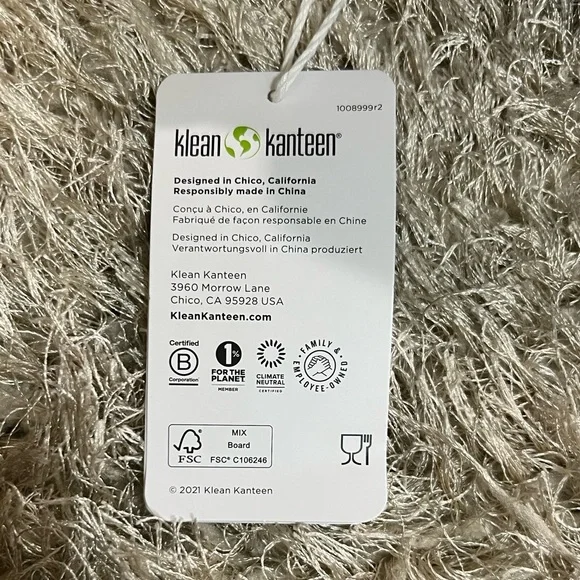 1008999r2
klean kanteen®
Designed in Chico, California
Responsibly made in China
Conçu à Chico, en Californie
Fabriqué de façon responsable en Chine
Designed in Chico, California
Verantwortungsvoll in China produziert
Klean Kanteen
3960 Morrow Lane
Chico, CA 95928 USA
KleanKanteen.com
Certified
B
Corporation
1%
FOR THE
PLANET
MEMBER
CLIMATE
NEUTRAL
CERTIFIED
FAMILY &
EMPLOYEE-OWNED
FSC
MIX
Board
FSC® C106246
© 2021 Klean Kanteen